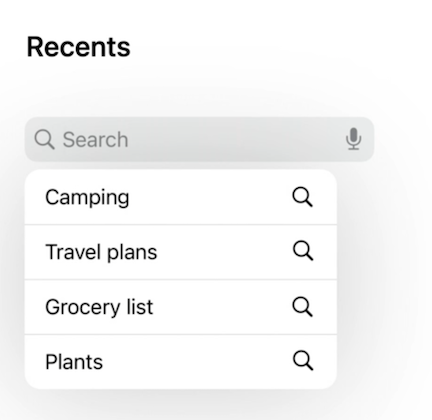 Recents
Search
Camping
Travel plans
Grocery list
Plants